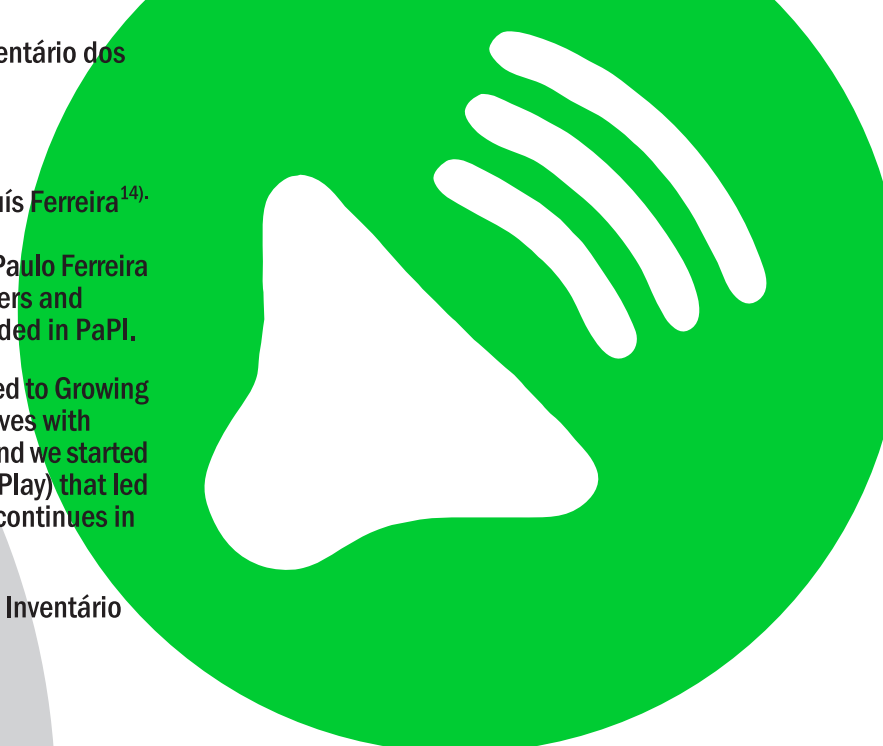 entário dos
uís Ferreira14).
Paulo Ferreira
ers and
ded in PaPI.
ed to Growing
ves with
nd we started
Play) that led
continues in
Inventário